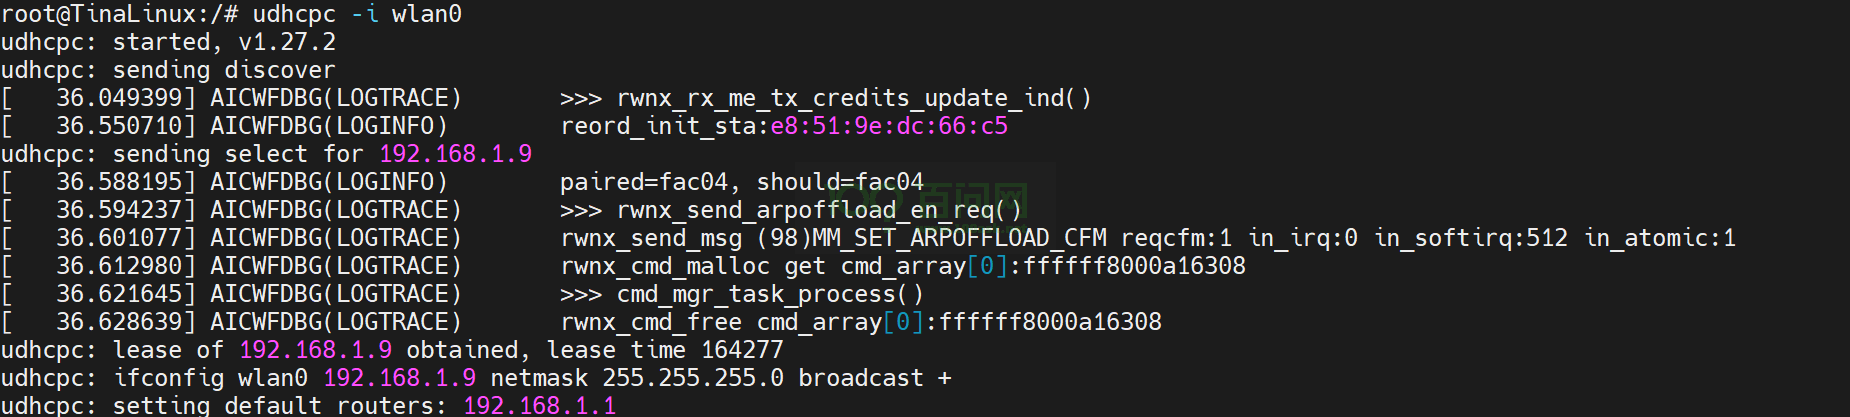 root@TinaLinux:/# udhcpc -i wlan0
udhcpc: started, v1.27.2
udhcpc: sending discover
[   36.049399] AICWFDBG(LOGTRACE)       >>> rwnx_rx_me_tx_credits_update_ind()
[   36.550710] AICWFDBG(LOGINFO)        reord_init_sta:e8:51:9e:dc:66:c5
udhcpc: sending select for 192.168.1.9
[   36.588195] AICWFDBG(LOGINFO)        paired=fac04, should=fac04
[   36.594237] AICWFDBG(LOGTRACE)       >>> rwnx_send_arpoffload_en_req()
[   36.601077] AICWFDBG(LOGTRACE)       rwnx_send_msg (98)MM_SET_ARPOFFLOAD_CFM reqcfm:1 in_irq:0 in_softirq:512 in_atomic:1
[   36.612980] AICWFDBG(LOGTRACE)       rwnx_cmd_malloc get cmd_array[0]:ffffff8000a16308
[   36.621645] AICWFDBG(LOGTRACE)       >>> cmd_mgr_task_process()
[   36.628639] AICWFDBG(LOGTRACE)       rwnx_cmd_free cmd_array[0]:ffffff8000a16308
udhcpc: lease of 192.168.1.9 obtained, lease time 164277
udhcpc: ifconfig wlan0 192.168.1.9 netmask 255.255.255.0 broadcast +
udhcpc: setting default routers: 192.168.1.1
百问网